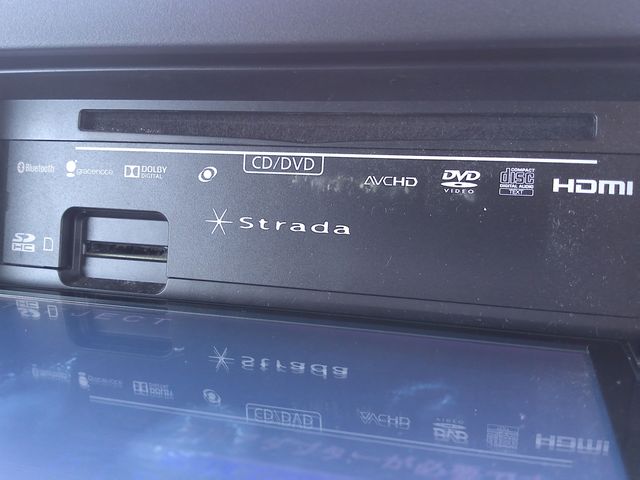 Bluetooth
gracenote
DOLBY
DIGITAL
CD/DVD
AVCHD
DVD
VIDEO
COMPACT
disc
DIGITAL AUDIO
TEXT
HDMI
Strada
SD
HC